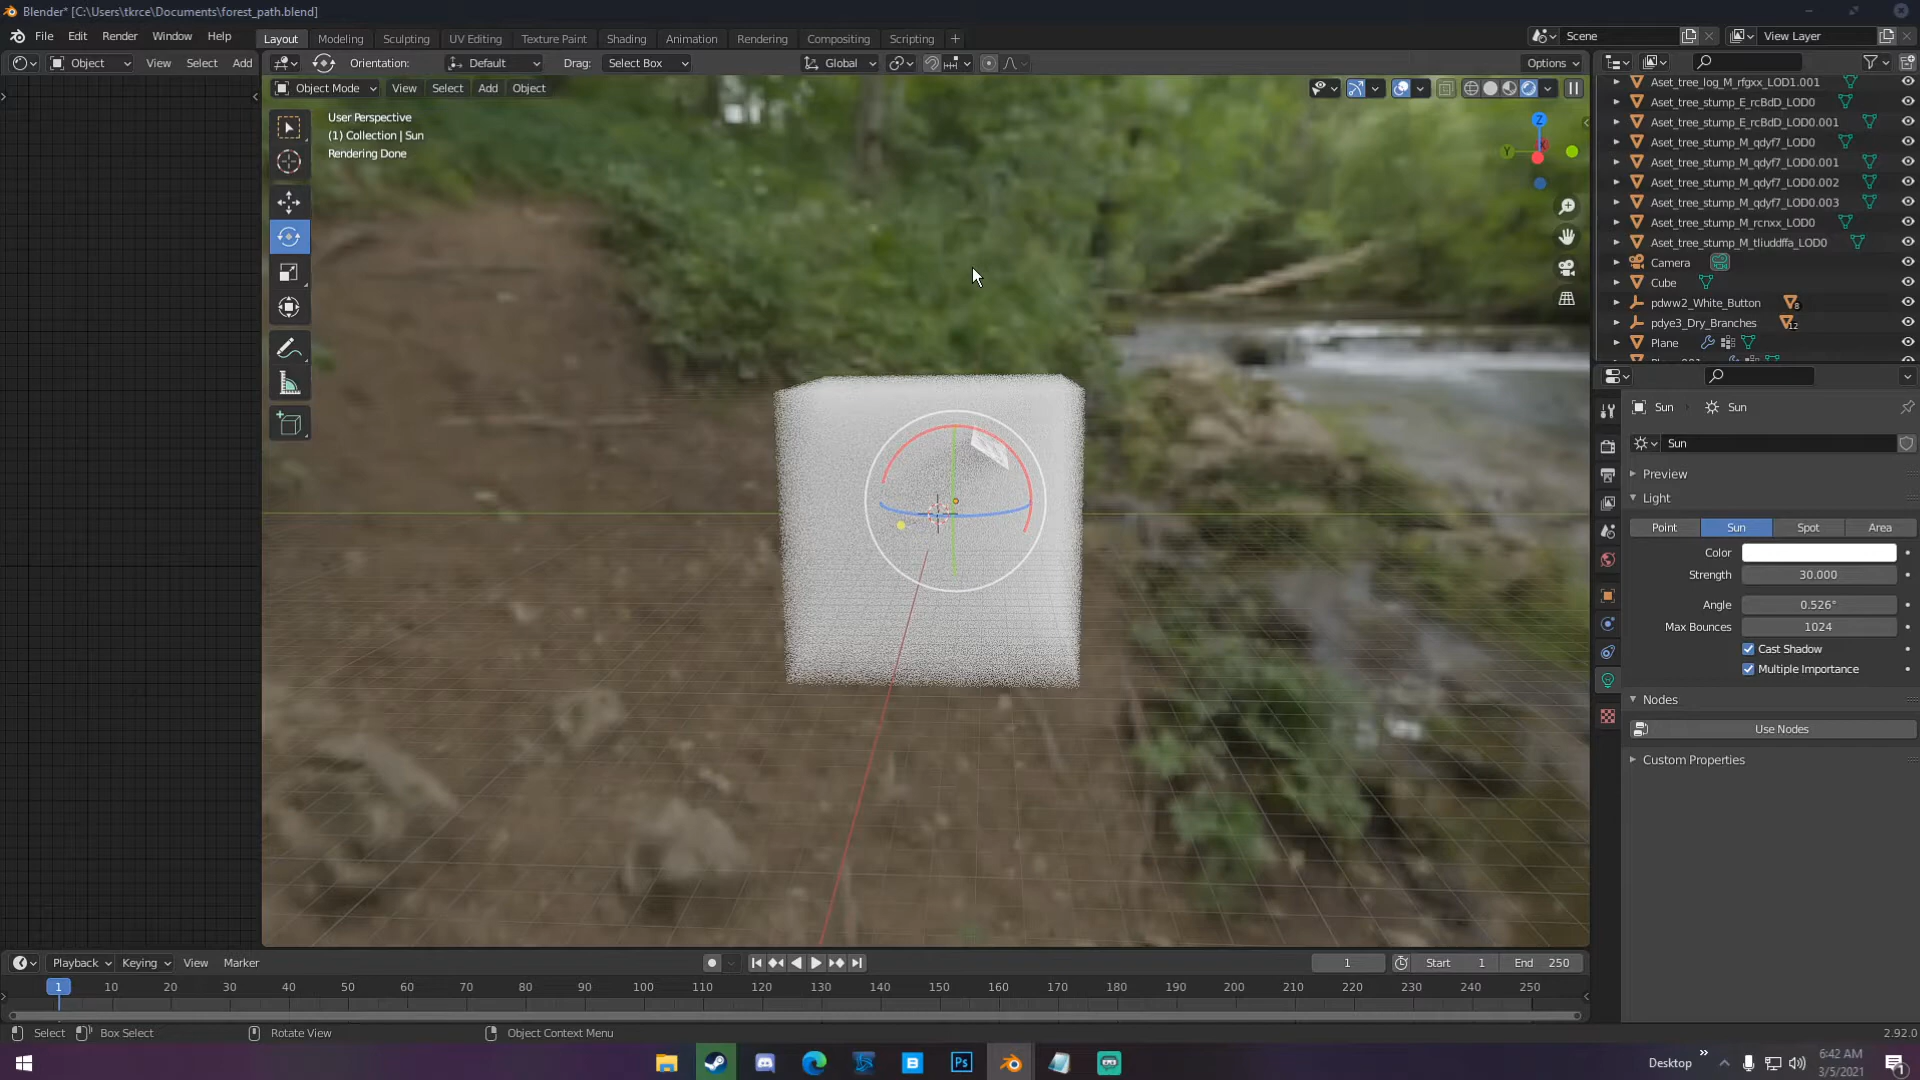 Blender* [C:\Users\tkrce\Documents\forest_path.blend]
File Edit Render Window Help
Layout Modeling Sculpting UV Editing Texture Paint Shading Animation Rendering Compositing Scripting +
Scene View Layer
Object View Select Add
Orientation: Default Drag: Select Box Global Options
Object Mode View Select Add Object
User Perspective
(1) Collection | Sun
Rendering Done
Z
Y
X
Aset_tree_log_M_rfgxx_LOD1.001
Aset_tree_stump_E_rcBdD_LOD0
Aset_tree_stump_E_rcBdD_LOD0.001
Aset_tree_stump_M_qdyf7_LOD0
Aset_tree_stump_M_qdyf7_LOD0.001
Aset_tree_stump_M_qdyf7_LOD0.002
Aset_tree_stump_M_qdyf7_LOD0.003
Aset_tree_stump_M_rcnxx_LOD0
Aset_tree_stump_M_tliuddffa_LOD0
Camera
Cube
pdww2_White_Button 8
pdye3_Dry_Branches 12
Plane
Sun Sun
Sun
Preview
Light
Point Sun Spot Area
Color
Strength 30.000
Angle 0.526°
Max Bounces 1024
Cast Shadow
Multiple Importance
Nodes
Use Nodes
Custom Properties
Playback Keying View Marker
1 Start 1 End 250
1 10 20 30 40 50 60 70 80 90 100 110 120 130 140 150 160 170 180 190 200 210 220 230 240 250
Select Box Select Rotate View Object Context Menu 2.92.0
Desktop 6:42 AM
3/5/2021